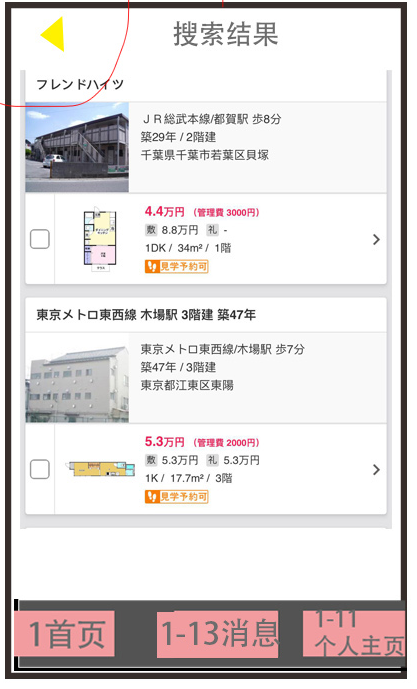 搜索结果
フレンドハイツ
ＪＲ総武本線/都賀駅 歩8分
築29年 / 2階建
千葉県千葉市若葉区貝塚
4.4万円 （管理費 3000円）
敷 8.8万円 礼 -
1DK / 34m² / 1階
見学予約可
東京メトロ東西線 木場駅 3階建 築47年
東京メトロ東西線/木場駅 歩7分
築47年 / 3階建
東京都江東区東陽
5.3万円 （管理費 2000円）
敷 5.3万円 礼 5.3万円
1K / 17.7m² / 3階
見学予約可
1首页
1-13消息
1-11
个人主页